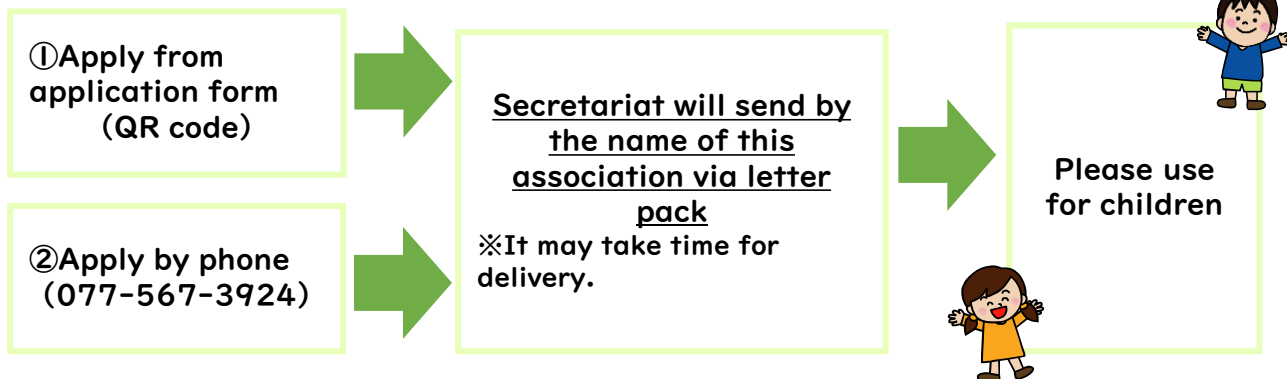 ①Apply from
application form
（QR code）
②Apply by phone
（077-567-3924）
Secretariat will send by
the name of this
association via letter
pack
※It may take time for
delivery.
Please use
for children